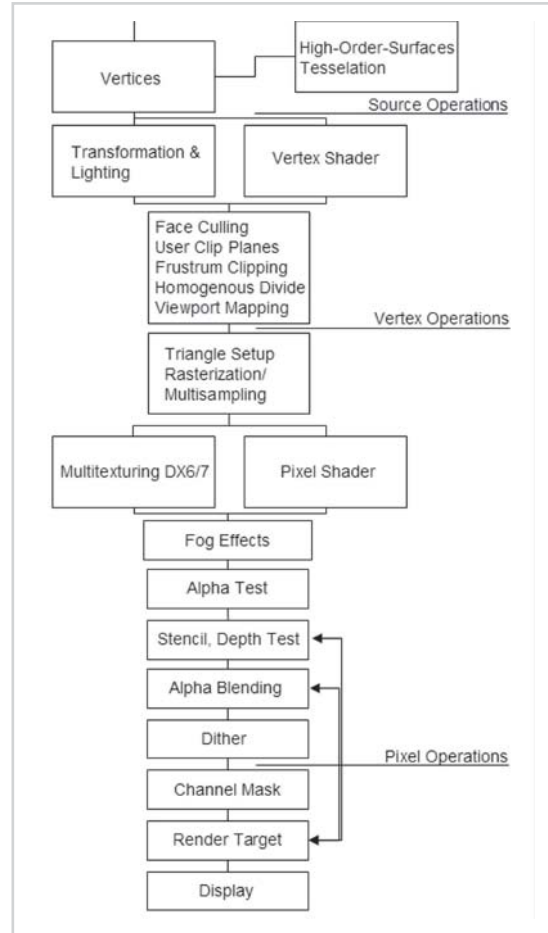 High-Order-Surfaces
Tesselation
Vertices
Source Operations
Transformation &
Lighting
Vertex Shader
Face Culling
User Clip Planes
Frustrum Clipping
Homogenous Divide
Viewport Mapping
Vertex Operations
Triangle Setup
Rasterization/
Multisampling
Multitexturing DX6/7
Pixel Shader
Fog Effects
Alpha Test
Stencil, Depth Test
Alpha Blending
Dither
Pixel Operations
Channel Mask
Render Target
Display